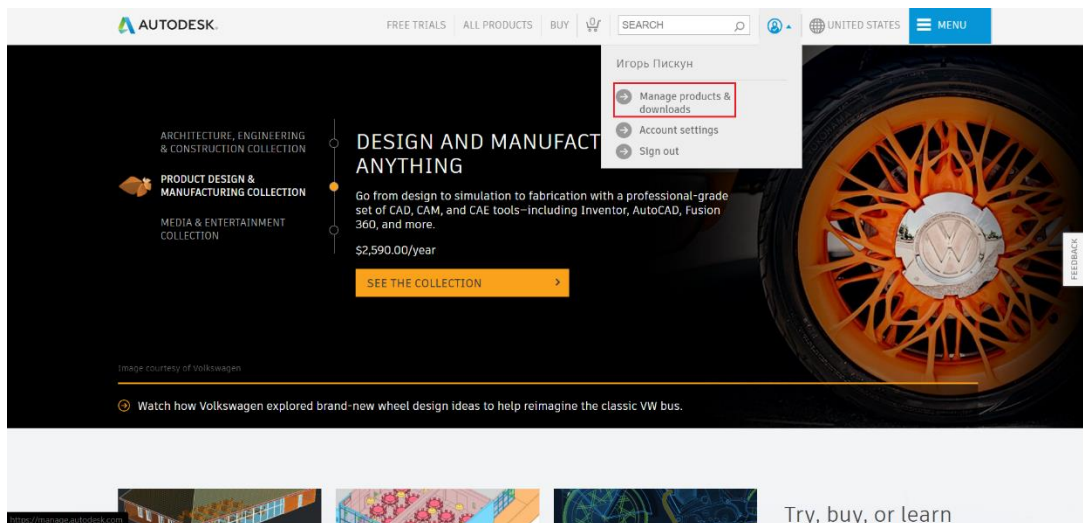 AUTODESK.
FREE TRIALS ALL PRODUCTS BUY 0 SEARCH UNITED STATES MENU
Игорь Пискун
Manage products &
downloads
Account settings
Sign out
ARCHITECTURE, ENGINEERING
& CONSTRUCTION COLLECTION
PRODUCT DESIGN &
MANUFACTURING COLLECTION
MEDIA & ENTERTAINMENT
COLLECTION
DESIGN AND MANUFACT
ANYTHING
Go from design to simulation to fabrication with a professional-grade
set of CAD, CAM, and CAE tools—including Inventor, AutoCAD, Fusion
360, and more.
$2,590.00/year
SEE THE COLLECTION >
FEEDBACK
Image courtesy of Volkswagen
Watch how Volkswagen explored brand-new wheel design ideas to help reimagine the classic VW bus.
Try, buy, or learn
https://manage.autodesk.com